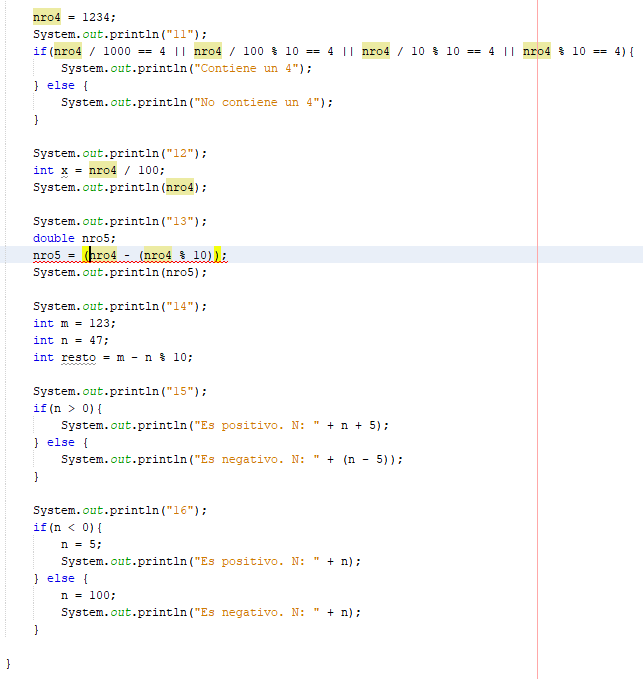 nro4 = 1234;
System.out.println("11");
if(nro4 / 1000 == 4 || nro4 / 100 % 10 == 4 || nro4 / 10 % 10 == 4 || nro4 % 10 == 4){
    System.out.println("Contiene un 4");
} else {
    System.out.println("No contiene un 4");
}
System.out.println("12");
int x = nro4 / 100;
System.out.println(nro4);
System.out.println("13");
double nro5;
nro5 = (nro4 - (nro4 % 10));
System.out.println(nro5);
System.out.println("14");
int m = 123;
int n = 47;
int resto = m - n % 10;
System.out.println("15");
if(n > 0){
    System.out.println("Es positivo. N: " + n + 5);
} else {
    System.out.println("Es negativo. N: " + (n - 5));
}
System.out.println("16");
if(n < 0){
    n = 5;
    System.out.println("Es positivo. N: " + n);
} else {
    n = 100;
    System.out.println("Es negativo. N: " + n);
}
}